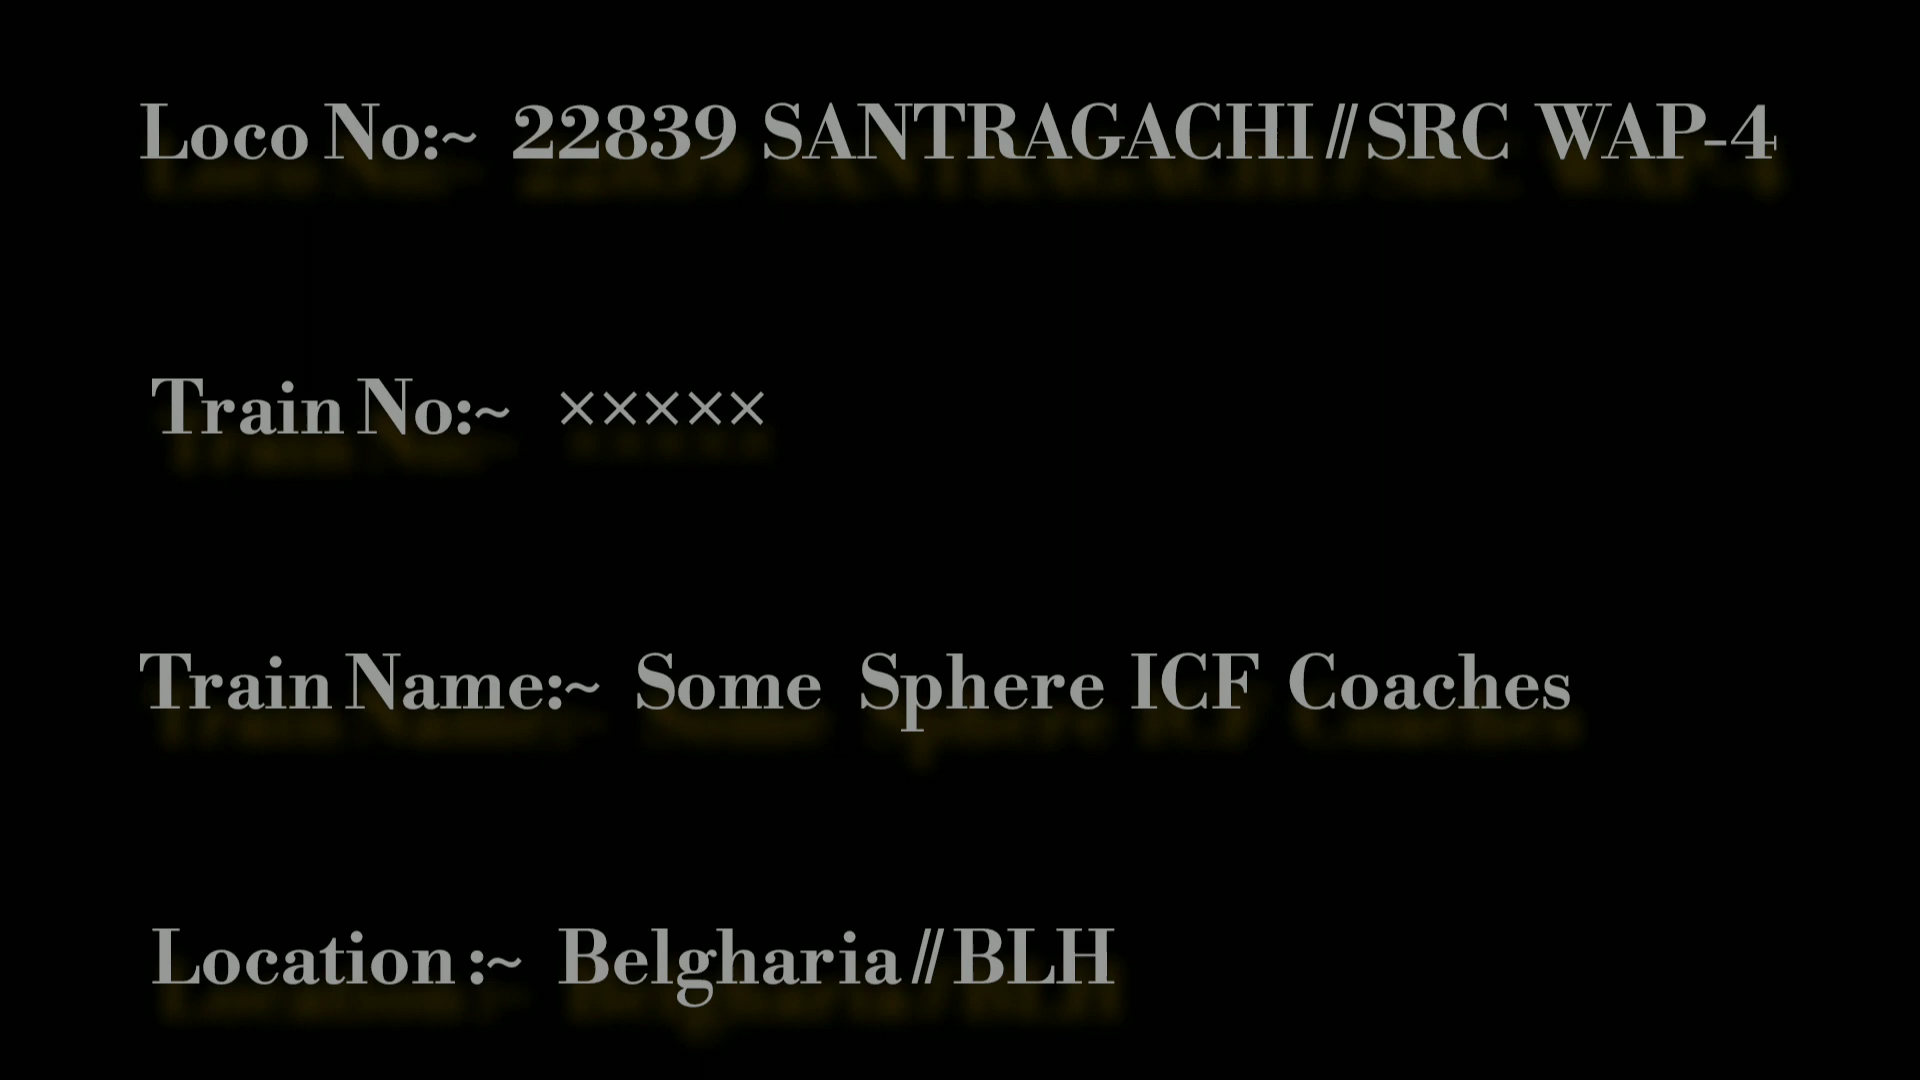 Loco No:~ 22839 SANTRAGACHI//SRC WAP-4
Train No:~ ×××××
Train Name:~ Some Sphere ICF Coaches
Location :~ Belgharia//BLH